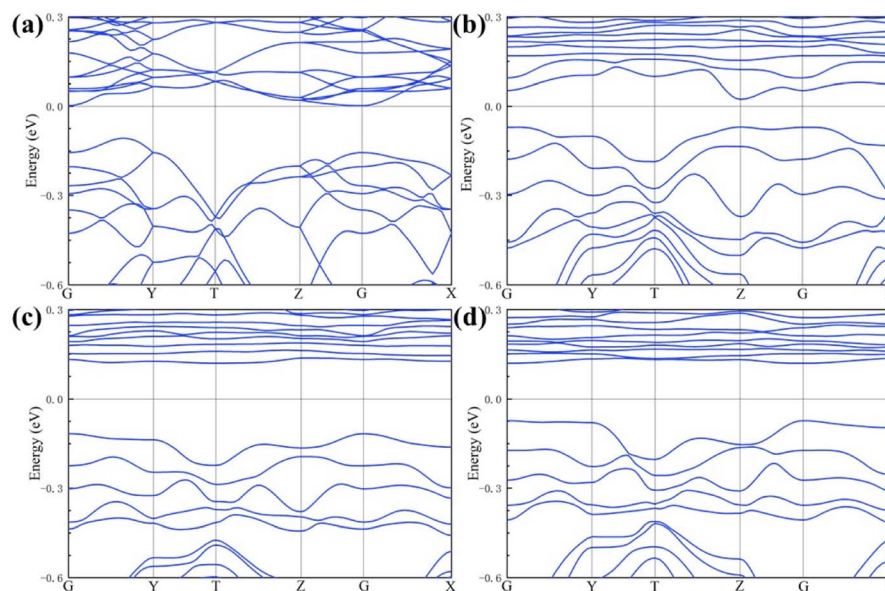 (a)
0.3
0.0
-0.3
-0.6
Energy (eV)
G Y T Z G X
(b)
0.3
0.0
-0.3
-0.6
Energy (eV)
G Y T Z G
(c)
0.3
0.0
-0.3
-0.6
Energy (eV)
G Y T Z G X
(d)
0.3
0.0
-0.3
-0.6
Energy (eV)
G Y T Z G